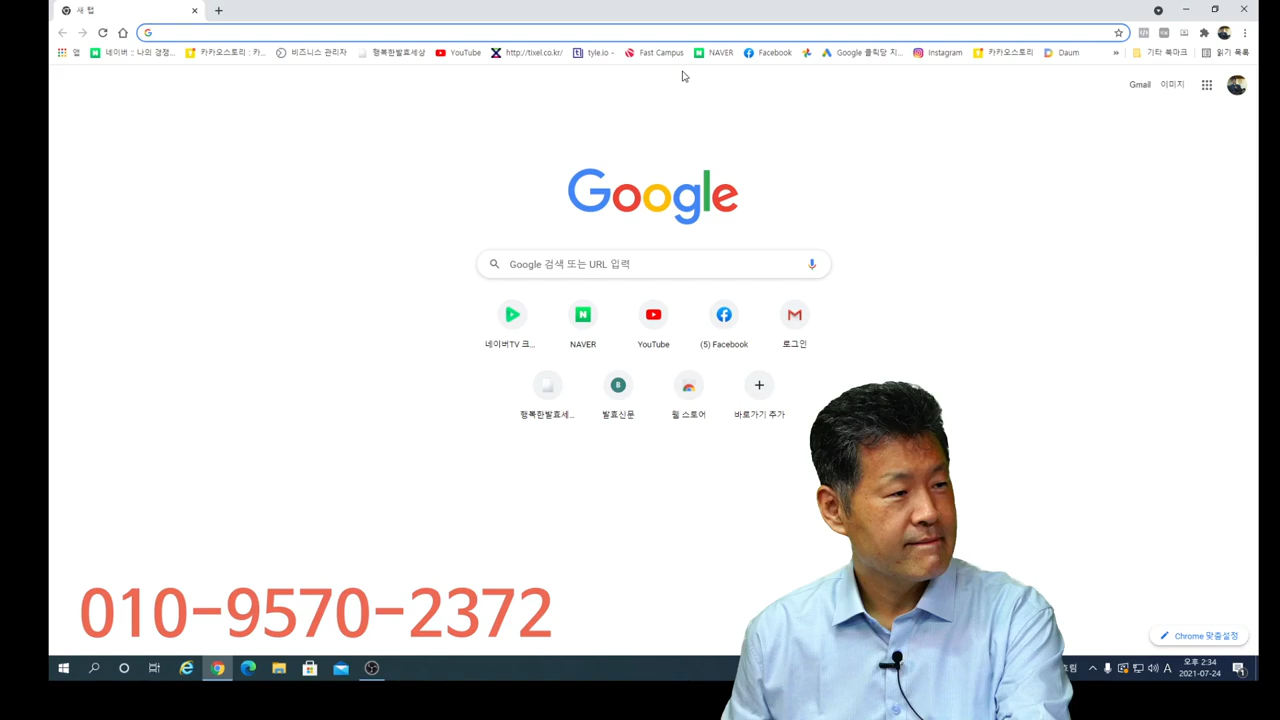 새 탭
네이버 :: 나의 경쟁... 카카오스토리 : 카... 비즈니스 관리자 행복한발효세상 YouTube http://tixel.co.kr/ tyle.io - Fast Campus NAVER Facebook Google 클릭당 지... Instagram 카카오스토리 Daum » 기타 북마크 읽기 목록
앱
Gmail 이미지
Google
Google 검색 또는 URL 입력
네이버TV 크... NAVER YouTube (5) Facebook 로그인
행복한발효세... 발효신문 웹 스토어 바로가기 추가
010-9570-2372
Chrome 맞춤설정
A 오후 2:34
2021-07-24